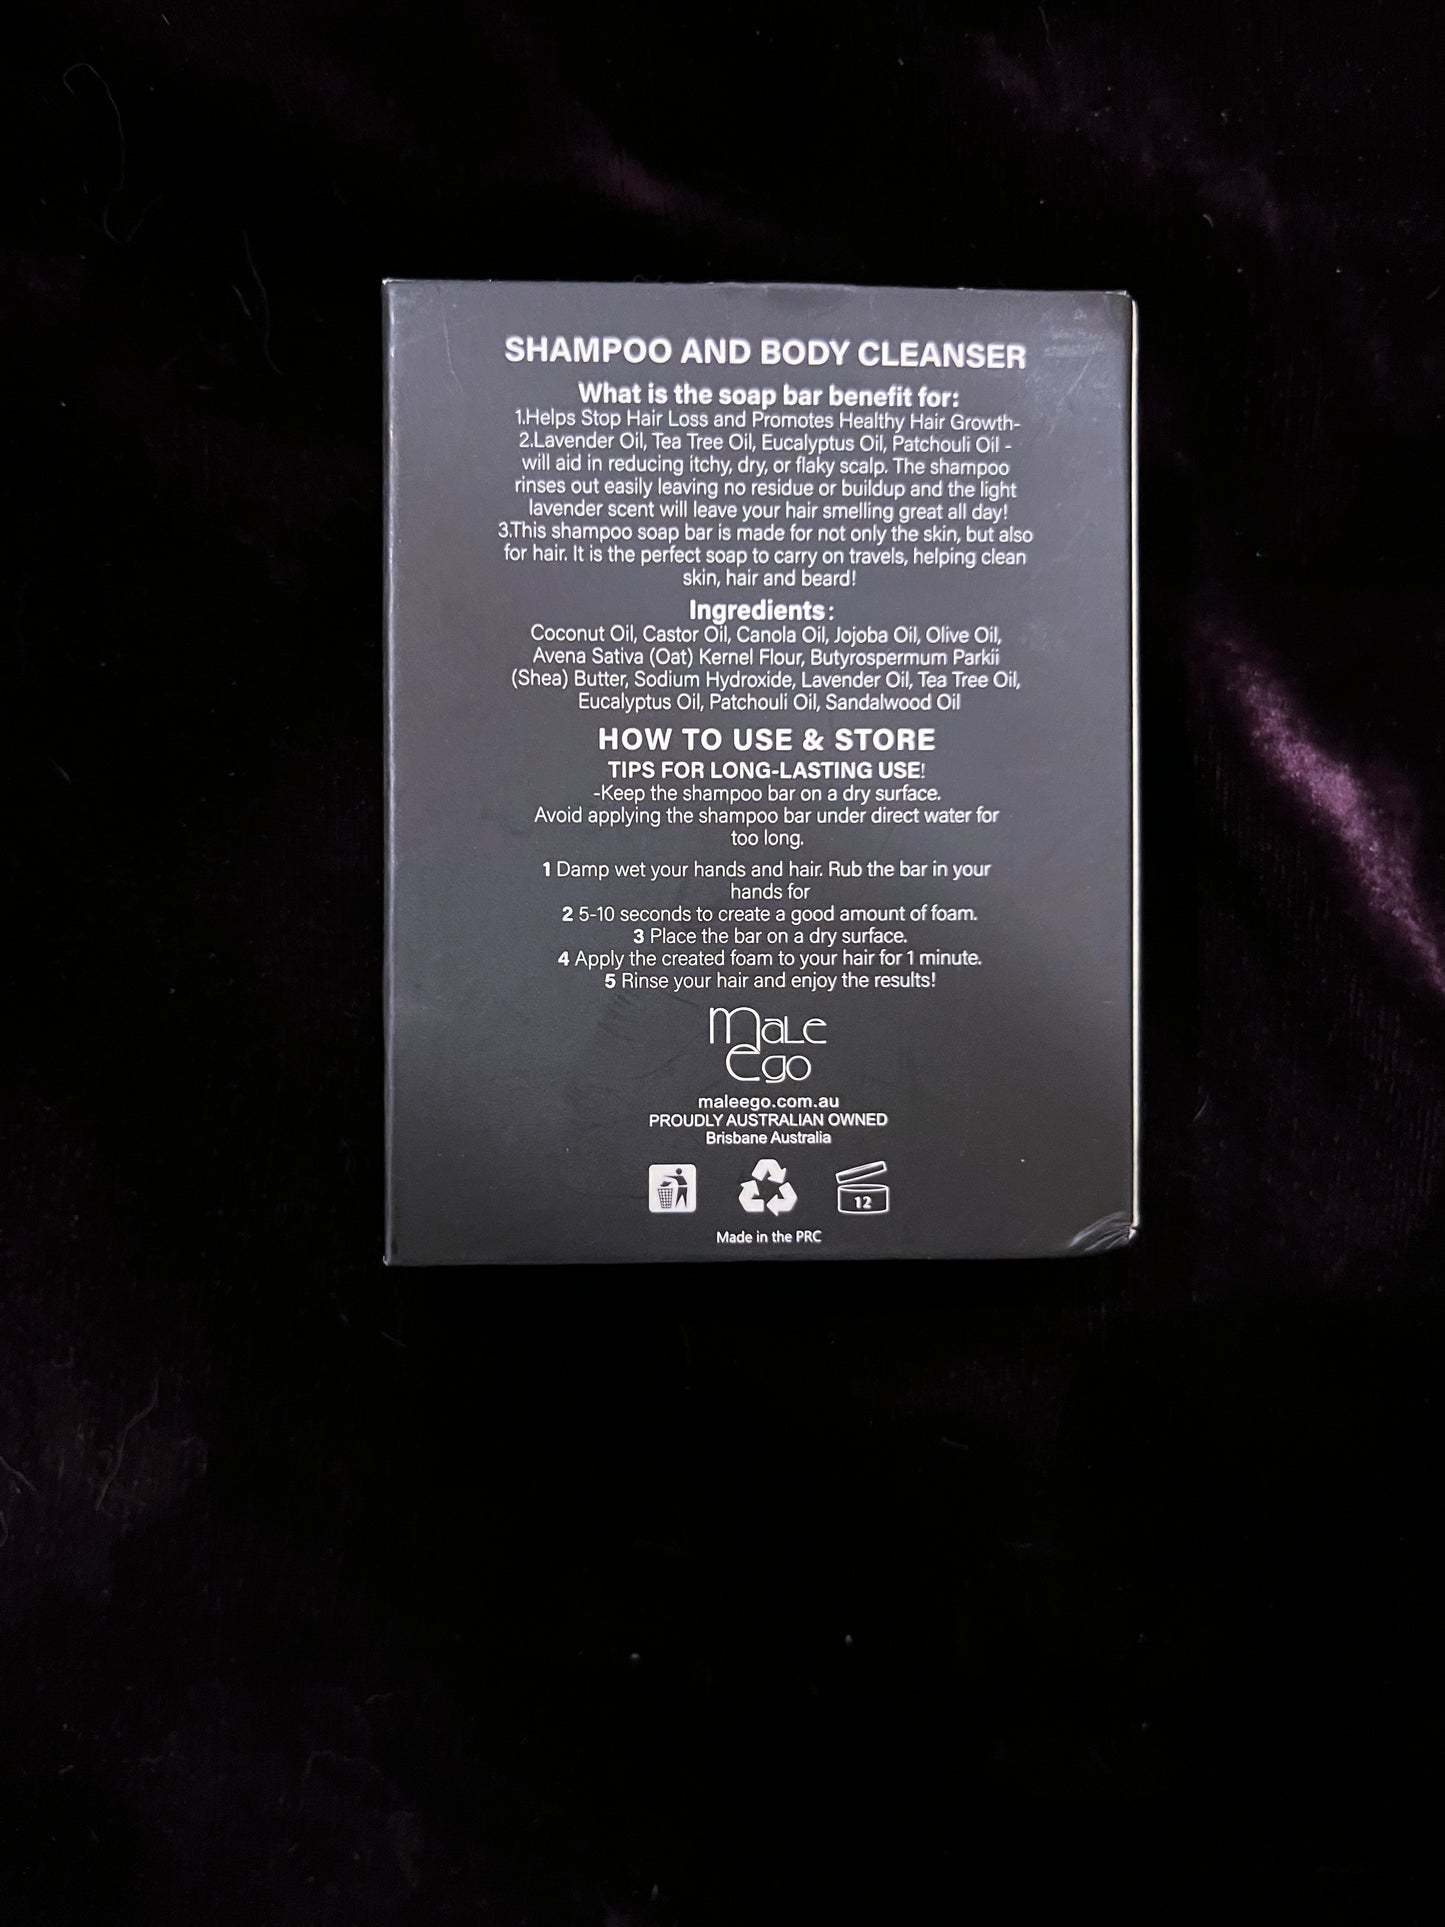 SHAMPOO AND BODY CLEANSER
What is the soap bar benefit for:
1.Helps Stop Hair Loss and Promotes Healthy Hair Growth-
2.Lavender Oil, Tea Tree Oil, Eucalyptus Oil, Patchouli Oil -
will aid in reducing itchy, dry, or flaky scalp. The shampoo
rinses out easily leaving no residue or buildup and the light
lavender scent will leave your hair smelling great all day!
3.This shampoo soap bar is made for not only the skin, but also
for hair. It is the perfect soap to carry on travels, helping clean
skin, hair and beard!
Ingredients:
Coconut Oil, Castor Oil, Canola Oil, Jojoba Oil, Olive Oil,
Avena Sativa (Oat) Kernel Flour, Butyrospermum Parkii
(Shea) Butter, Sodium Hydroxide, Lavender Oil, Tea Tree Oil,
Eucalyptus Oil, Patchouli Oil, Sandalwood Oil
HOW TO USE & STORE
TIPS FOR LONG-LASTING USE!
-Keep the shampoo bar on a dry surface.
Avoid applying the shampoo bar under direct water for
too long.
1 Damp wet your hands and hair. Rub the bar in your
hands for
2 5-10 seconds to create a good amount of foam.
3 Place the bar on a dry surface.
4 Apply the created foam to your hair for 1 minute.
5 Rinse your hair and enjoy the results!
Male
Ego
maleego.com.au
PROUDLY AUSTRALIAN OWNED
Brisbane Australia
12
Made in the PRC